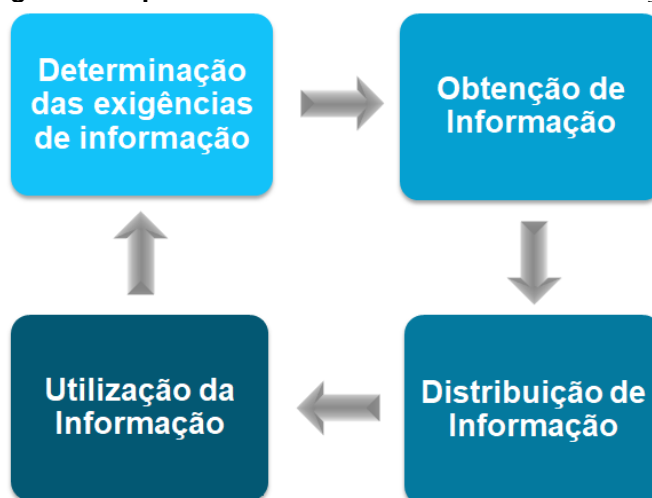 Determinação
das exigências
de informação
Obtenção de
Informação
Utilização da
Informação
Distribuição de
Informação